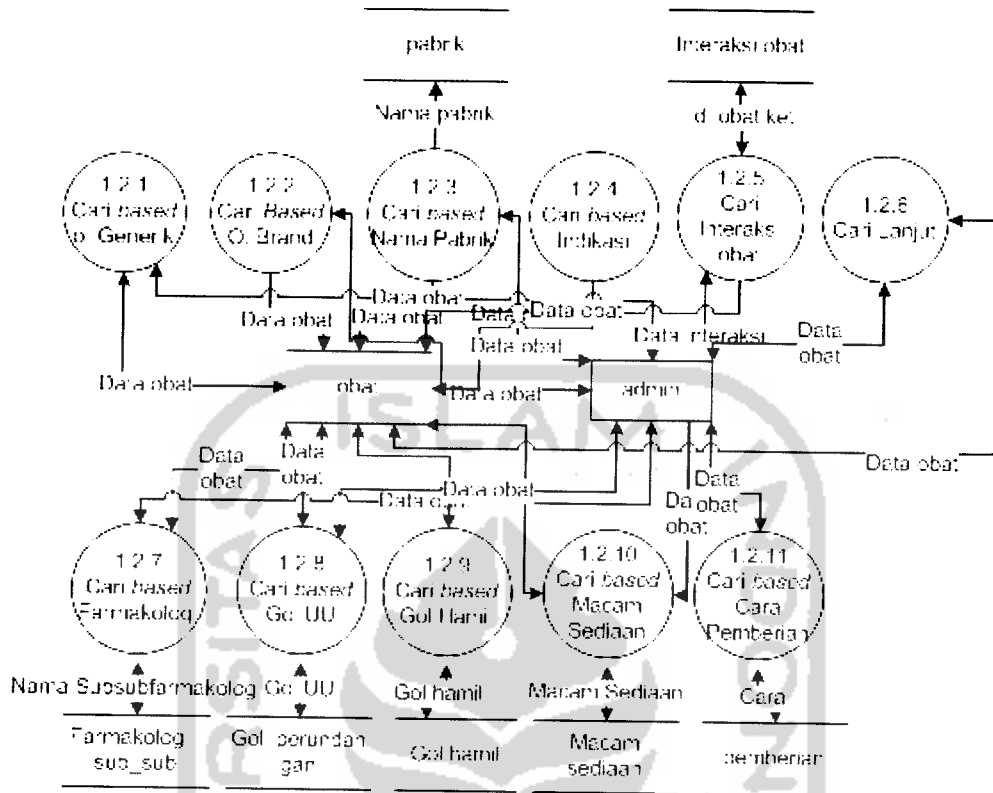 pabrik
Interaksi obat
Nama pabrik
d obat ket
1.2.1
Cari based
o Generik
1.2.2
Cari Based
O. Brand
1.2.3
Cari based
Nama Pabrik
1.2.4
Cari based
Indikasi
1.2.5
Cari
Interaks
obat
1.2.6
Cari Lanjut
Data obat
Data obat
Data obat
Data
Data obat
Data Interaksi
Data obat
Data
obat
Data obat
obat
Data obat
admin
Data
obat
Data
obat
Data obat
Data obat
Data obat
Data
obat
obat
1.2.7
Cari based
Farmakolog
1.2.8
Cari based
Gol UU
1.2.9
Cari based
Gol Hamil
1.2.10
Cari based
Macam
Sediaan
1.2.11
Cari based
Cara
Pemberian
Nama Subsubfarmakolog
Gol UU
Gol hamil
Macam Sediaan
Cara
Farmakolog
sub_sub
Gol perundan
gan
Gol hamil
Macam
sediaan
pemberian
ISLAM